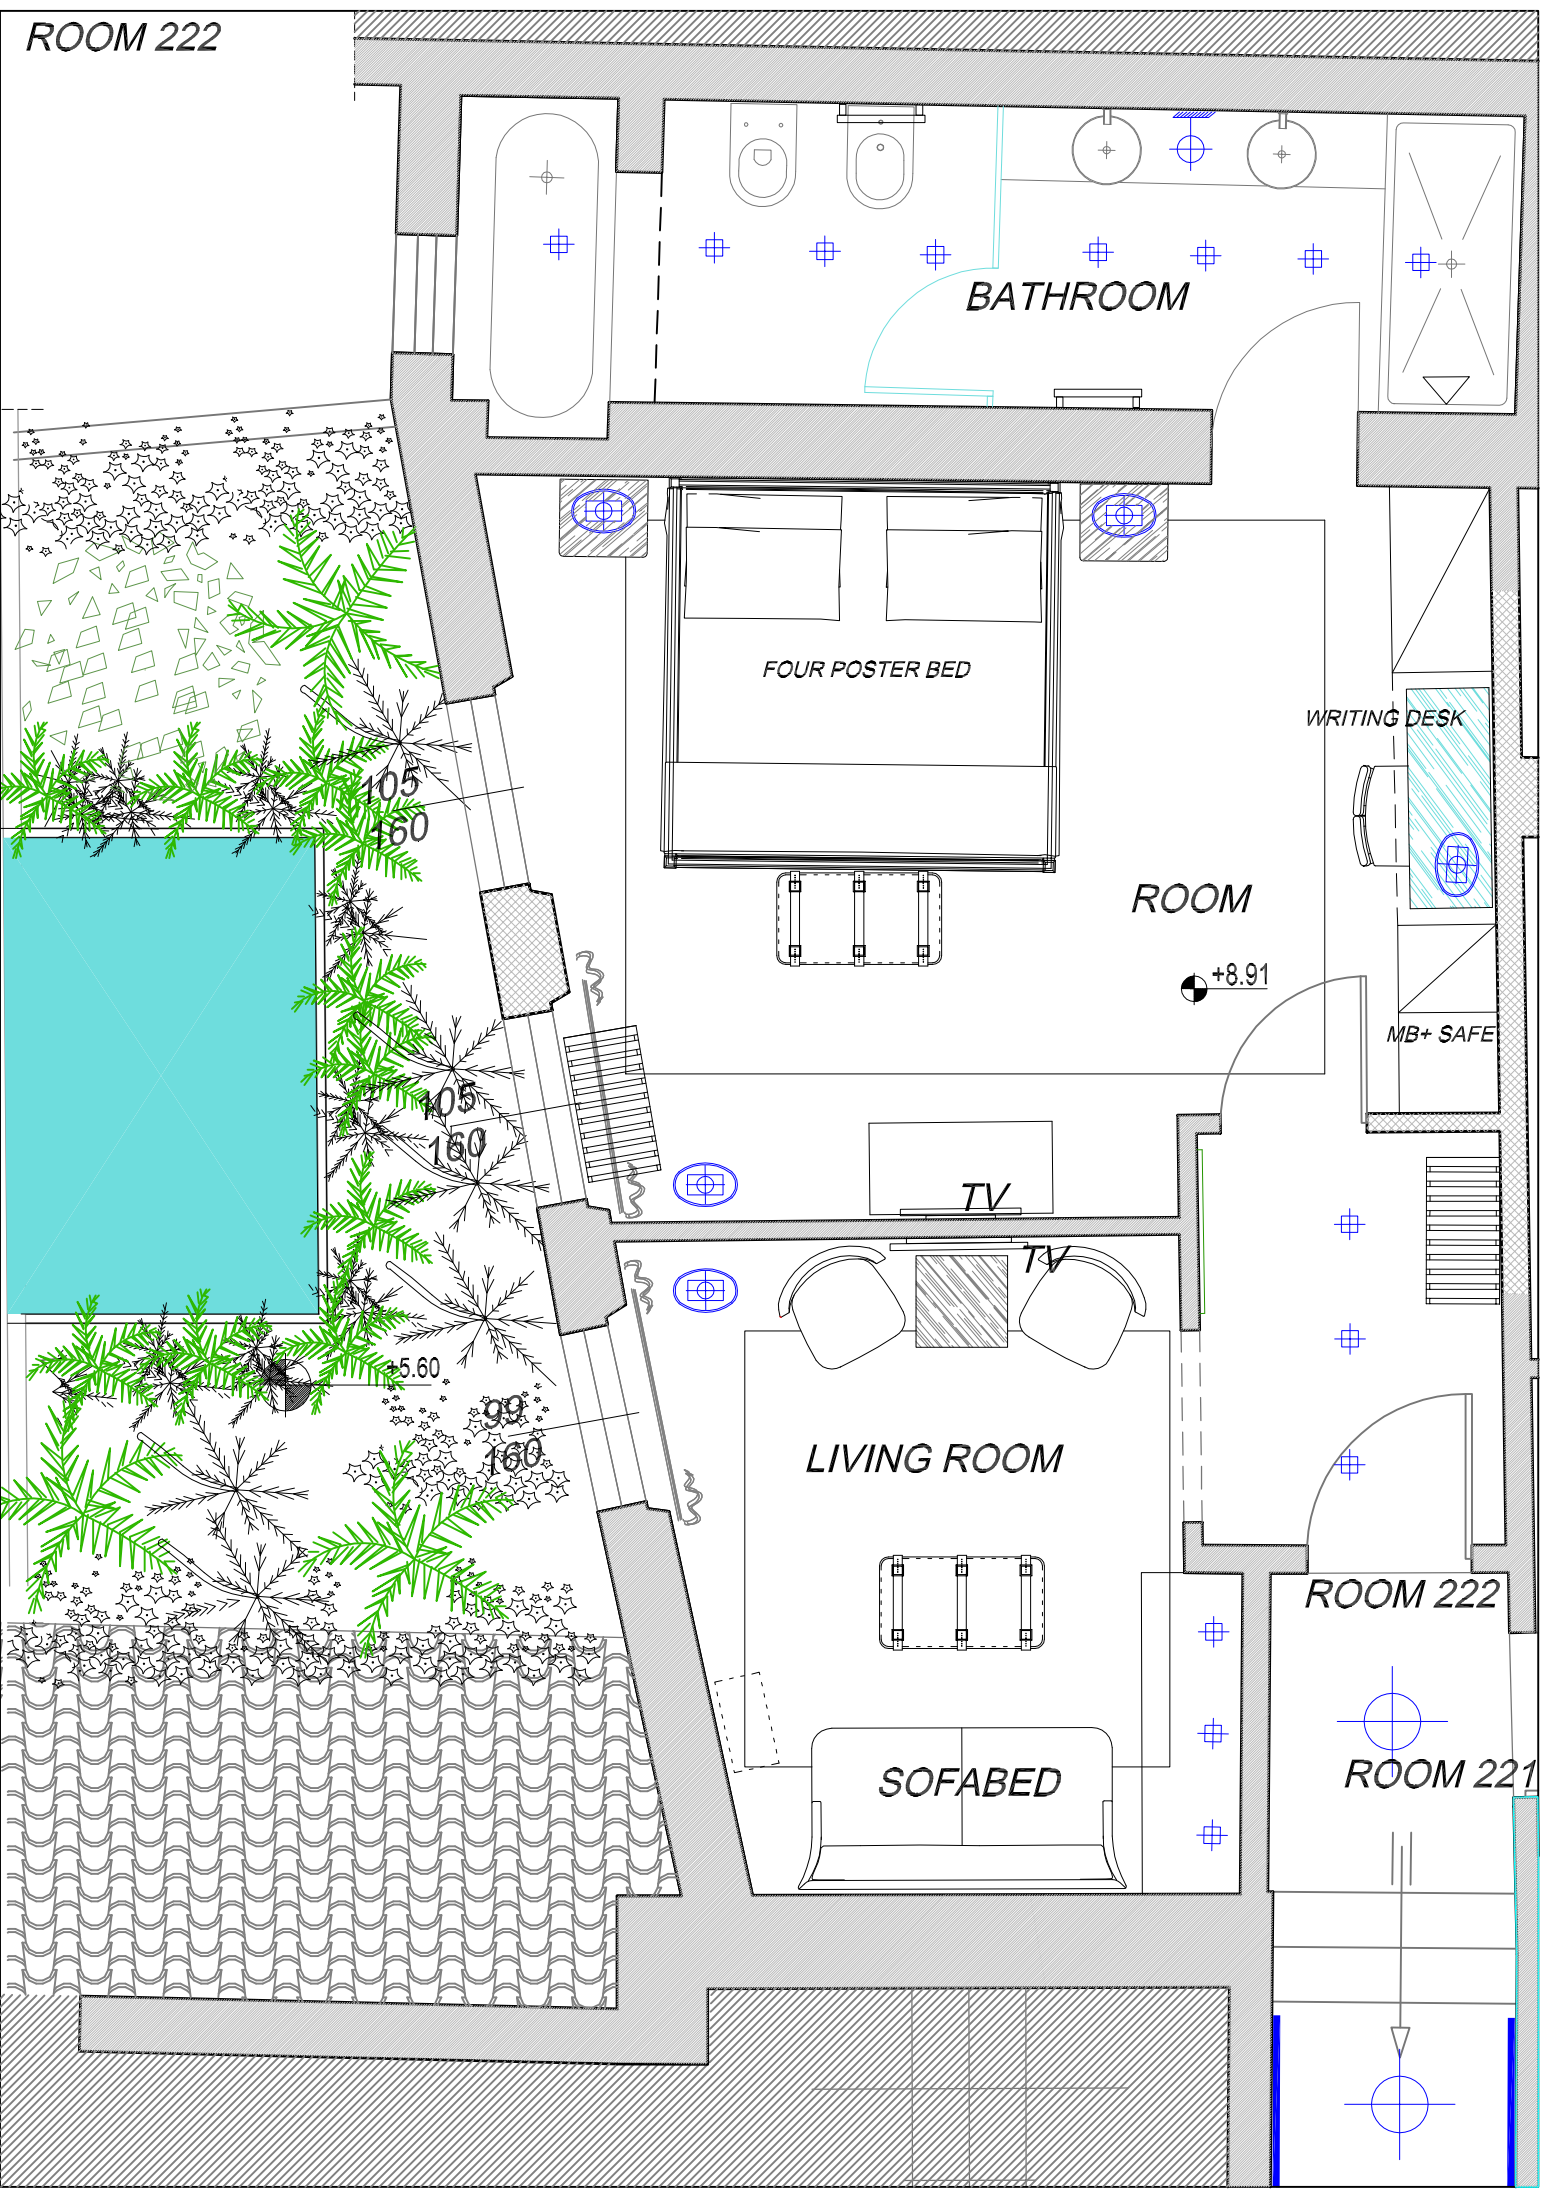 ROOM 222
BATHROOM
FOUR POSTER BED
WRITING DESK
105
160
ROOM
+8.91
MB+ SAFE
105
160
TV
TV
+5.60
99
160
LIVING ROOM
ROOM 222
ROOM 221
SOFABED